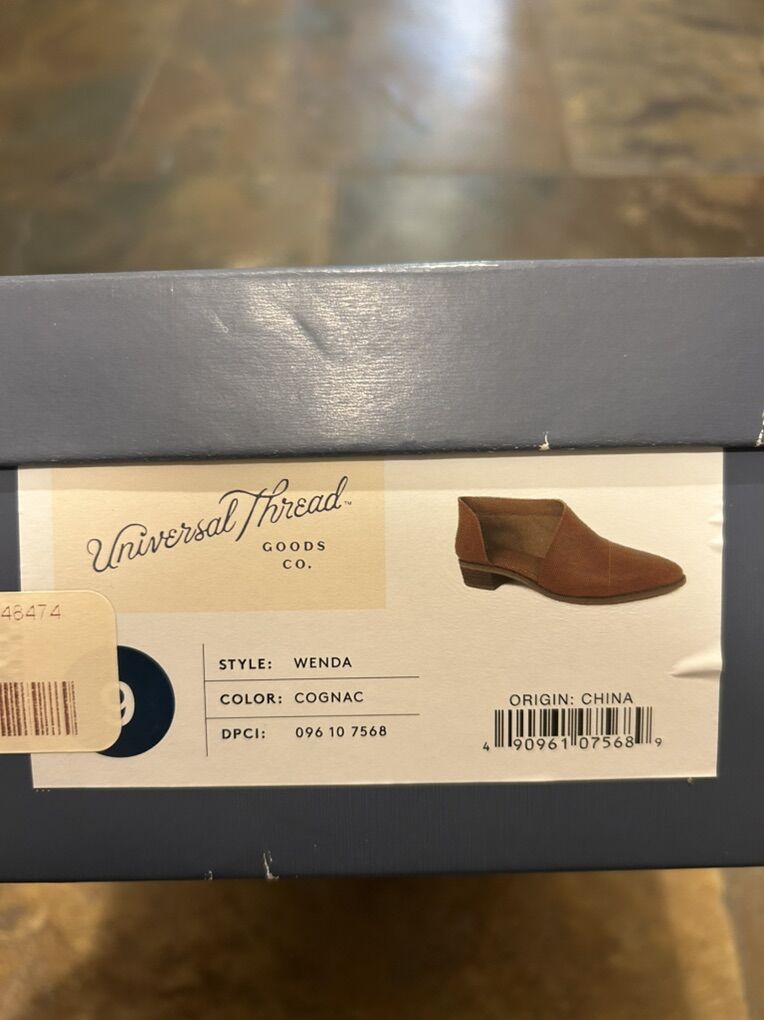 Universal Thread™
GOODS
CO.
48474
9
STYLE: WENDA
COLOR: COGNAC
DPCI: 096 10 7568
ORIGIN: CHINA
4 90961 07568 9